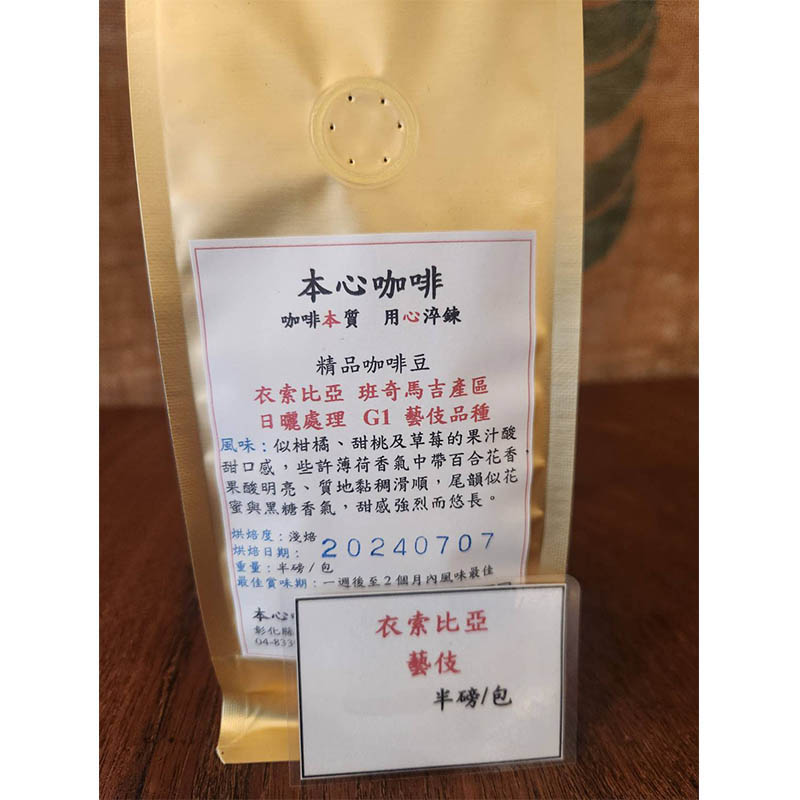 本心咖啡
咖啡本質 用心淬鍊
精品咖啡豆
衣索比亞 班奇馬吉產區
日曬處理 G1 藝伎品種
風味：似柑橘、甜桃及草莓的果汁酸
甜口感，些許薄荷香氣中帶百合花香
果酸明亮、質地黏稠滑順，尾韻似花
蜜與黑糖香氣，甜感強烈而悠長。
烘焙度：淺焙
烘焙日期：20240707
重量：半磅/包
最佳賞味期：一週後至2個月內風味最佳
本心
彰化縣
04-833
衣索比亞
藝伎
半磅/包